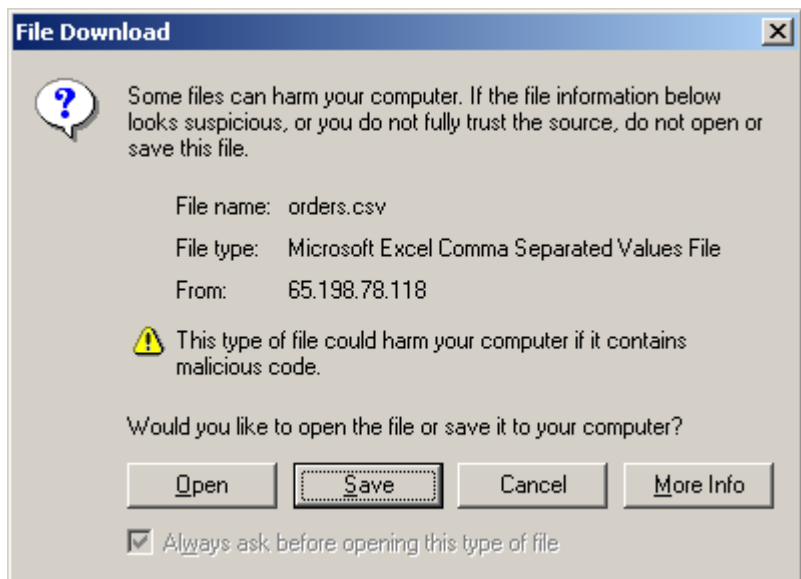 File Download
Some files can harm your computer. If the file information below
looks suspicious, or you do not fully trust the source, do not open or
save this file.
File name: orders.csv
File type: Microsoft Excel Comma Separated Values File
From: 65.198.78.118
This type of file could harm your computer if it contains
malicious code.
Would you like to open the file or save it to your computer?
Open Save Cancel More Info
Always ask before opening this type of file